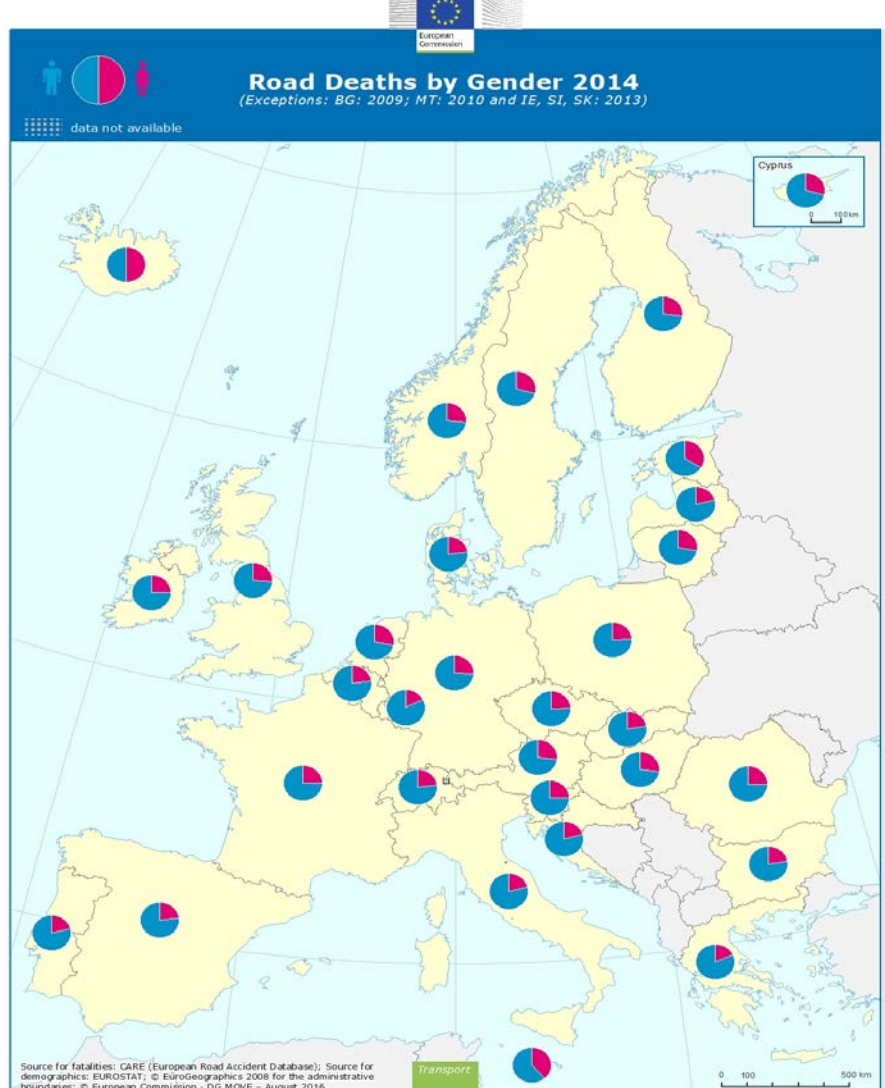 European
Commission
Road Deaths by Gender 2014
(Exceptions: BG: 2009; MT: 2010 and IE, SI, SK: 2013)
data not available
Cyprus
0 100 km
LI
Source for fatalities: CARE (European Road Accident Database); Source for
demographics: EUROSTAT; © EuroGeographics 2008 for the administrative
boundaries; © European Commission - DG MOVE – August 2016
Transport
0 100 500 km